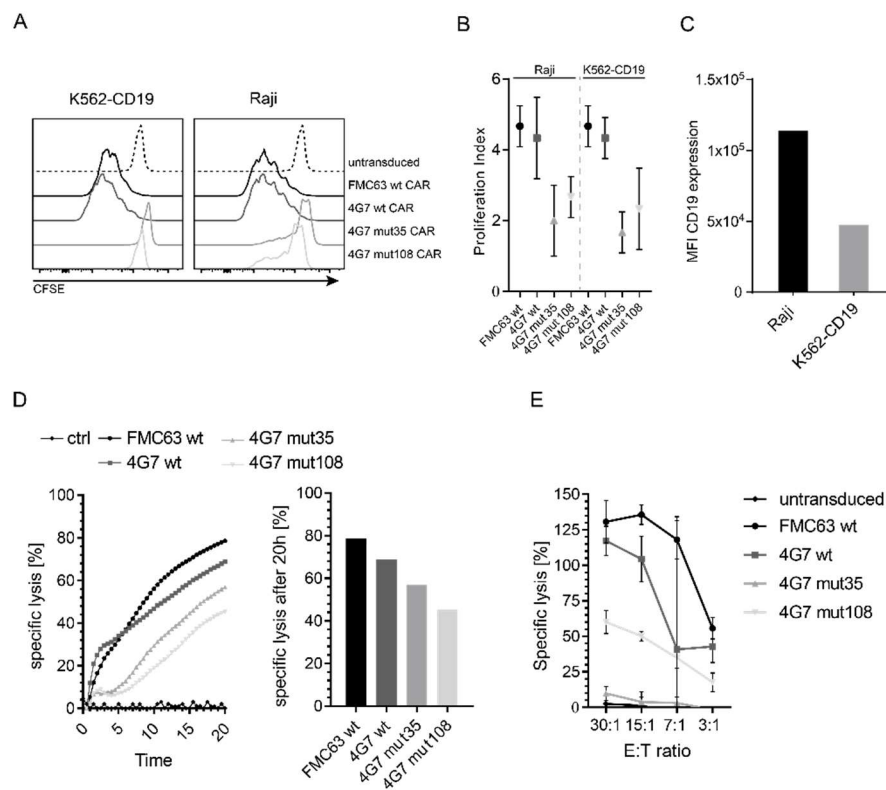 A
K562-CD19
Raji
untransduced
FMC63 wt CAR
4G7 wt CAR
4G7 mut35 CAR
4G7 mut108 CAR
CFSE
B
Raji
K562-CD19
Proliferation Index
6
4
2
0
FMC63 wt
4G7 wt
4G7 mut35
4G7 mut108
FMC63 wt
4G7 wt
4G7 mut35
4G7 mut108
C
MFI CD19 expression
1.5x10⁵
1x10⁵
5x10⁴
0
Raji
K562-CD19
D
ctrl
FMC63 wt
4G7 mut35
4G7 wt
4G7 mut108
specific lysis [%]
100
80
60
40
20
0
0 5 10 15 20
Time
specific lysis after 20h [%]
100
80
60
40
20
0
FMC63 wt
4G7 wt
4G7 mut35
4G7 mut108
E
Specific lysis [%]
150
125
100
75
50
25
0
30:1 15:1 7:1 3:1
E:T ratio
untransduced
FMC63 wt
4G7 wt
4G7 mut35
4G7 mut108